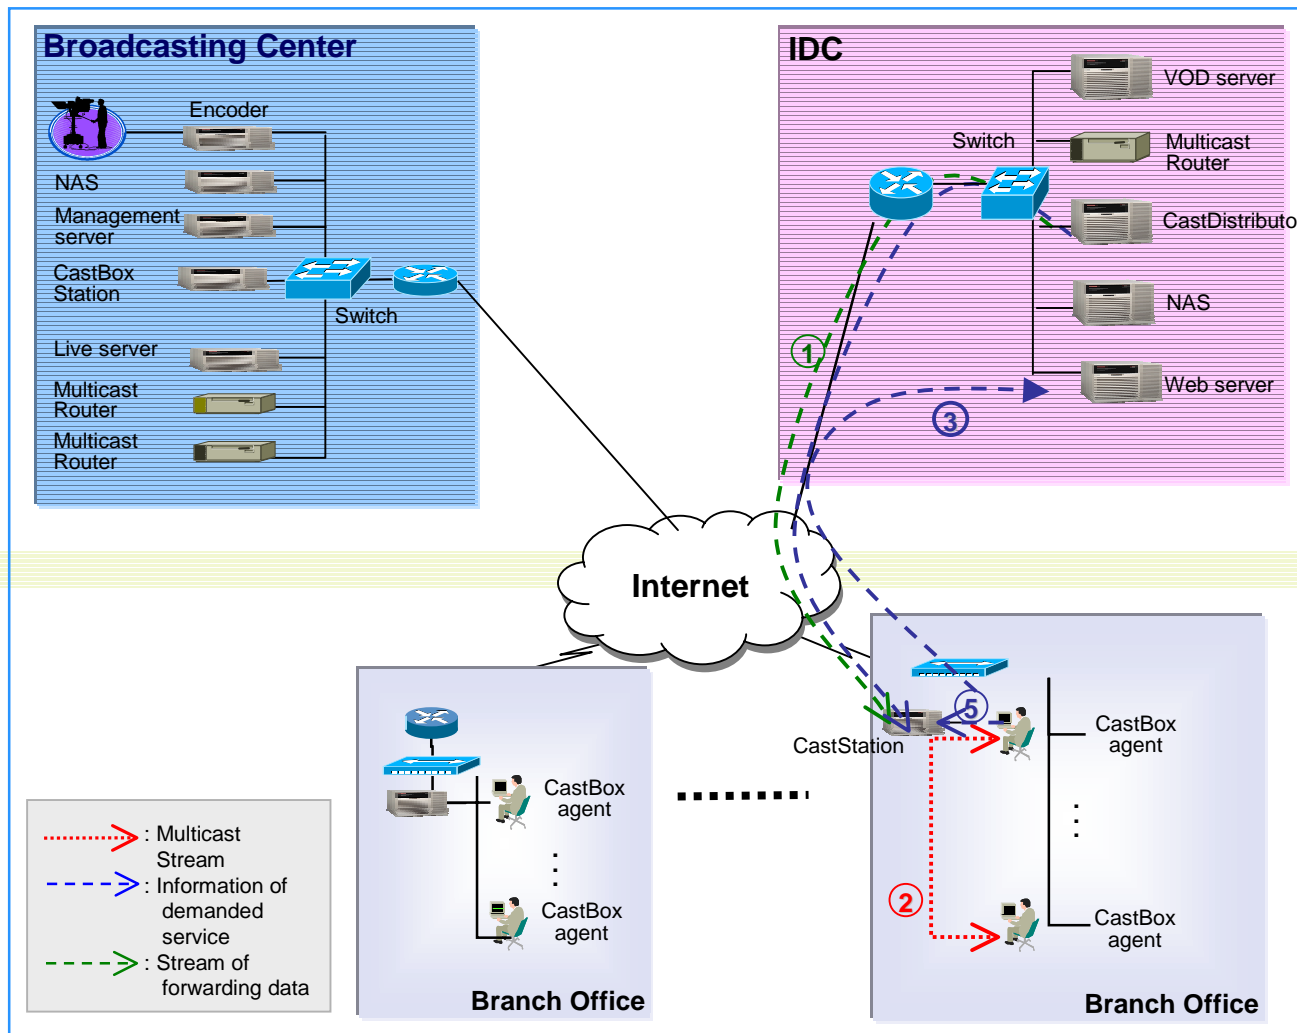 Broadcasting Center
Encoder
NAS
Management
server
CastBox
Station
Switch
Live server
Multicast
Router
Multicast
Router
IDC
VOD server
Switch
Multicast
Router
CastDistributo
NAS
Web server
1
3
Internet
CastBox
agent
CastBox
agent
Branch Office
5
CastStation
CastBox
agent
2
CastBox
agent
Branch Office
: Multicast
Stream
: Information of
demanded
service
: Stream of
forwarding data